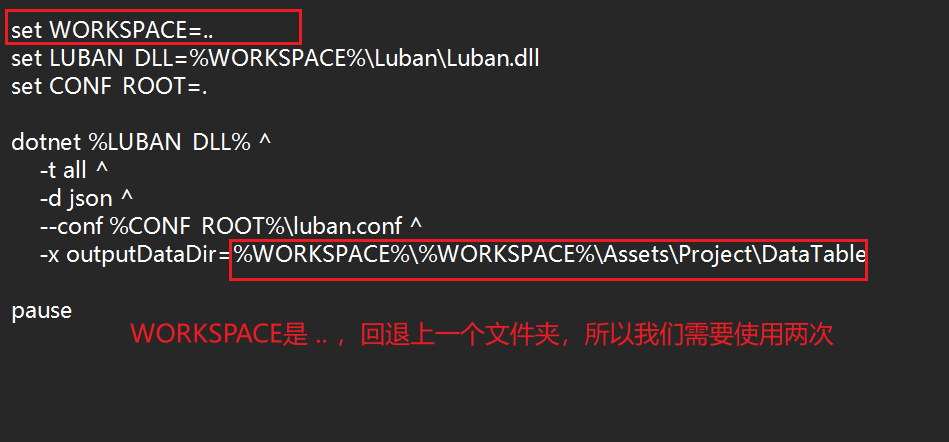 set WORKSPACE=..
set LUBAN_DLL=%WORKSPACE%\Luban\Luban.dll
set CONF_ROOT=.
dotnet %LUBAN_DLL% ^
-t all ^
-d json ^
--conf %CONF_ROOT%\luban.conf ^
-x outputDataDir=%WORKSPACE%\%WORKSPACE%\Assets\Project\DataTable
pause
WORKSPACE是 .. ，回退上一个文件夹，所以我们需要使用两次